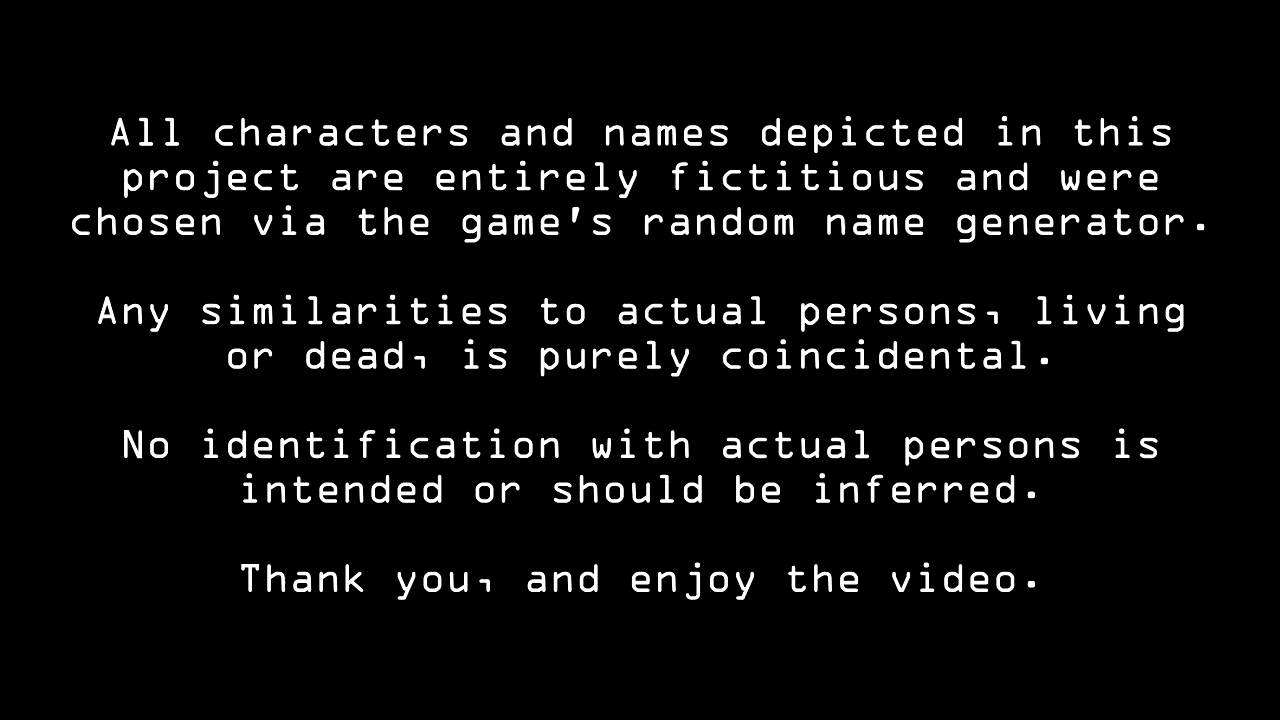 All characters and names depicted in this
project are entirely fictitious and were
chosen via the game's random name generator.
Any similarities to actual persons, living
or dead, is purely coincidental.
No identification with actual persons is
intended or should be inferred.
Thank you, and enjoy the video.